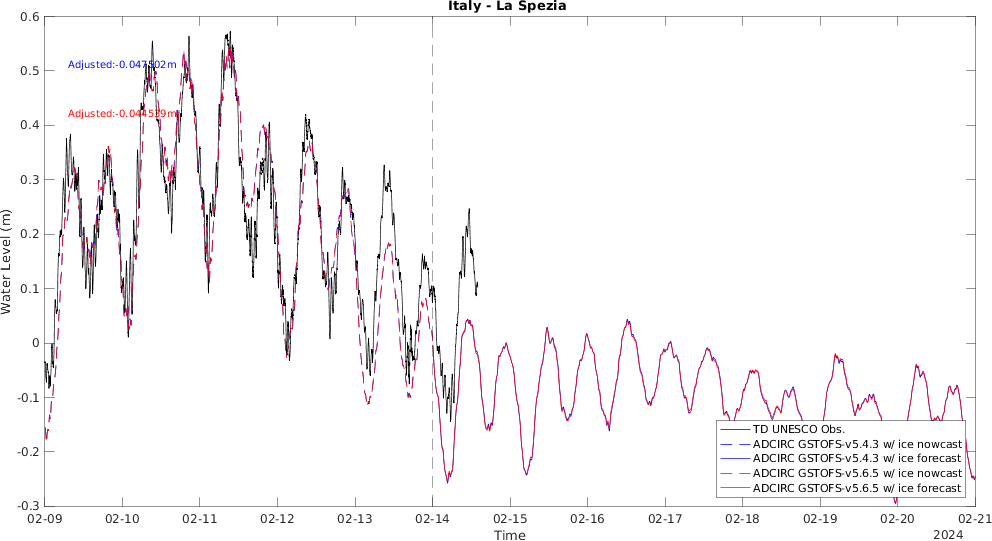 Italy - La Spezia
0.6
0.5
0.4
0.3
0.2
0.1
0
-0.1
-0.2
-0.3
Water Level (m)
Adjusted:-0.047502m
Adjusted:-0.044539m
TD UNESCO Obs.
ADCIRC GSTOFS-v5.4.3 w/ ice nowcast
ADCIRC GSTOFS-v5.4.3 w/ ice forecast
ADCIRC GSTOFS-v5.6.5 w/ ice nowcast
ADCIRC GSTOFS-v5.6.5 w/ ice forecast
02-09 02-10 02-11 02-12 02-13 02-14 02-15 02-16 02-17 02-18 02-19 02-20 02-21
Time
2024